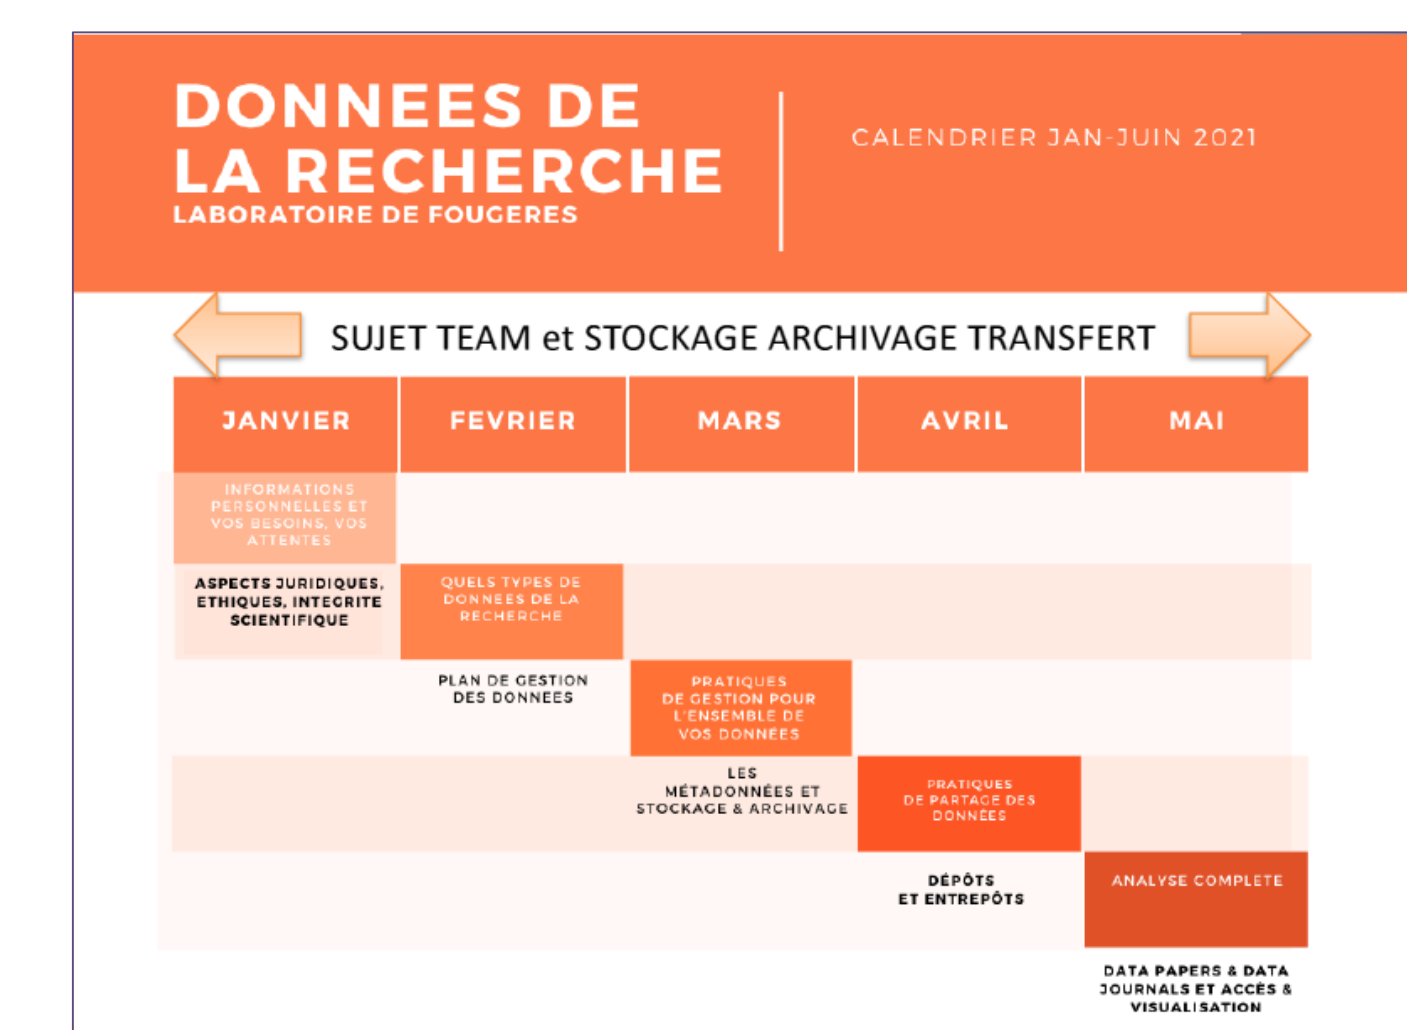 DONNEES DE
LA RECHERCHE
LABORATOIRE DE FOUGERES
CALENDRIER JAN-JUIN 2021
SUJET TEAM et STOCKAGE ARCHIVAGE TRANSFERT
JANVIER
FEVRIER
MARS
AVRIL
MAI
INFORMATIONS
PERSONNELLES ET
VOS BESOINS, VOS
ATTENTES
ASPECTS JURIDIQUES,
ETHIQUES, INTEGRITE
SCIENTIFIQUE
QUELS TYPES DE
DONNEES DE LA
RECHERCHE
PLAN DE GESTION
DES DONNEES
PRATIQUES
DE GESTION POUR
L'ENSEMBLE DE
VOS DONNÉES
LES
MÉTADONNÉES ET
STOCKAGE & ARCHIVAGE
PRATIQUES
DE PARTAGE DES
DONNÉES
DÉPÔTS
ET ENTREPÔTS
ANALYSE COMPLETE
DATA PAPERS & DATA
JOURNALS ET ACCÈS &
VISUALISATION